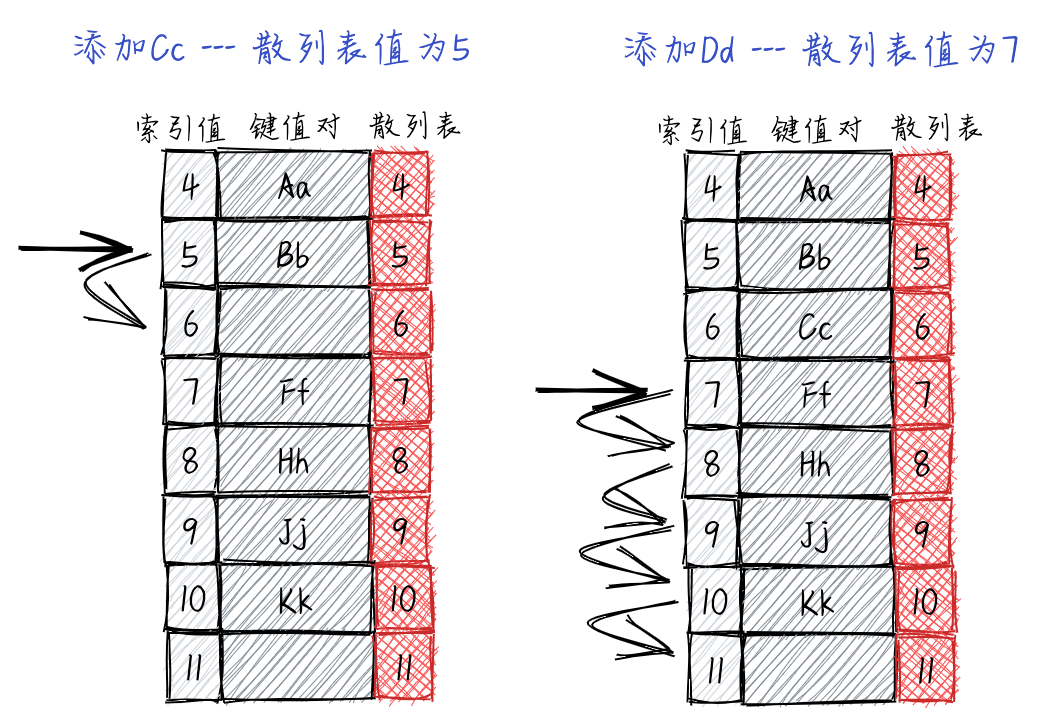 添加Cc --- 散列表值为5
索引值 键值对 散列表
4 Aa 4
5 Bb 5
6 6
7 Ff 7
8 Hh 8
9 Jj 9
10 Kk 10
11 11
添加Dd --- 散列表值为7
索引值 键值对 散列表
4 Aa 4
5 Bb 5
6 Cc 6
7 Ff 7
8 Hh 8
9 Jj 9
10 Kk 10
11 11